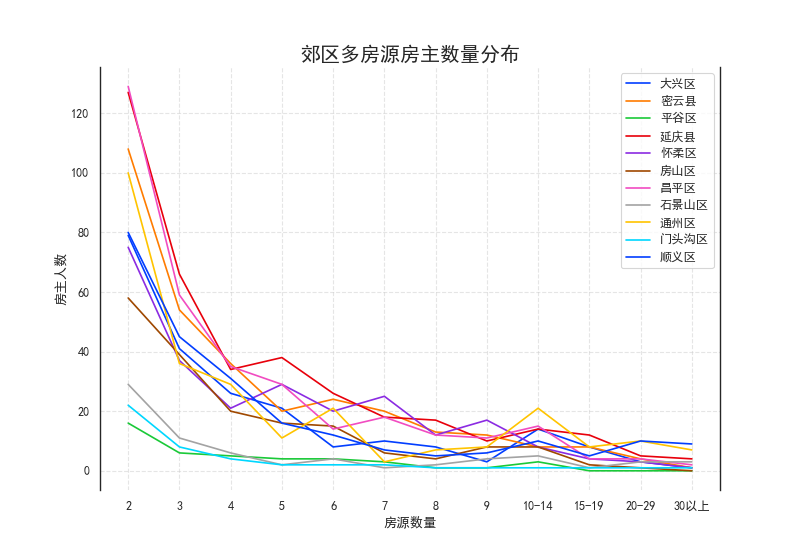 郊区多房源房主数量分布
大兴区
密云县
平谷区
延庆县
怀柔区
房山区
昌平区
石景山区
通州区
门头沟区
顺义区
房主人数
120
100
80
60
40
20
0
2 3 4 5 6 7 8 9 10-14 15-19 20-29 30以上
房源数量